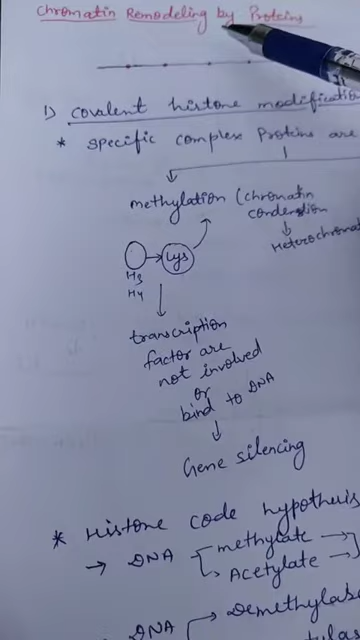 Chromatin Remodeling by Proteins
1) covalent histone modification
* specific complex Proteins are
methylation (chromatin
condenstion
Heterochromat
Lys
H3
H4
transcription
factor are
not involved
or
bind to DNA
Gene silencing
* Histone code hypothesis
→ DNA methylate
Acetylate
DNA → Demethylase